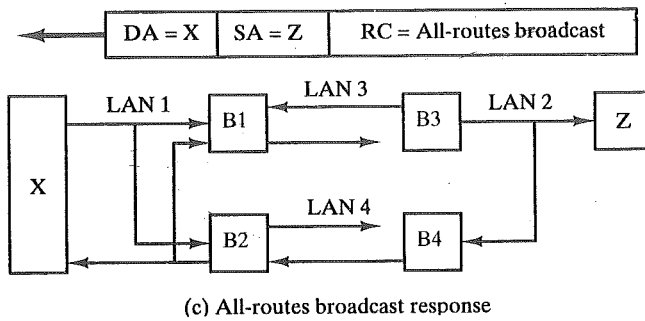 DA = X SA = Z RC = All-routes broadcast
LAN 1 LAN 3 LAN 2
B1 B3 Z
X
LAN 4
B2 B4
(c) All-routes broadcast response